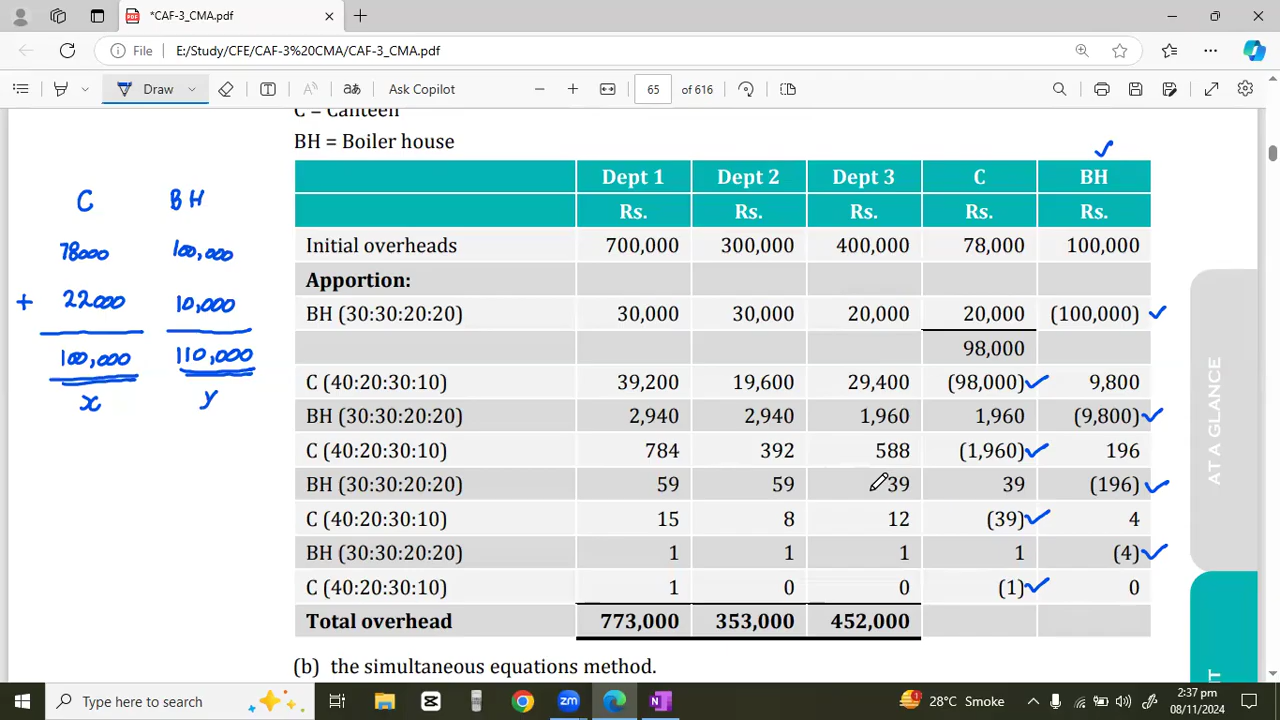 *CAF-3_CMA.pdf
File E:/Study/CFE/CAF-3%20CMA/CAF-3_CMA.pdf
Draw Ask Copilot 65 of 616
C = Canteen
BH = Boiler house
Dept 1 Dept 2 Dept 3 C BH
Rs. Rs. Rs. Rs. Rs.
Initial overheads 700,000 300,000 400,000 78,000 100,000
Apportion:
BH (30:30:20:20) 30,000 30,000 20,000 20,000 (100,000)
98,000
C (40:20:30:10) 39,200 19,600 29,400 (98,000) 9,800
BH (30:30:20:20) 2,940 2,940 1,960 1,960 (9,800)
C (40:20:30:10) 784 392 588 (1,960) 196
BH (30:30:20:20) 59 59 39 39 (196)
C (40:20:30:10) 15 8 12 (39) 4
BH (30:30:20:20) 1 1 1 1 (4)
C (40:20:30:10) 1 0 0 (1) 0
Total overhead 773,000 353,000 452,000
(b) the simultaneous equations method.
C BH
78000 100,000
+ 22000 10,000
100,000 110,000
x y
AT A GLANCE
Type here to search
28°C Smoke
2:37 pm
08/11/2024